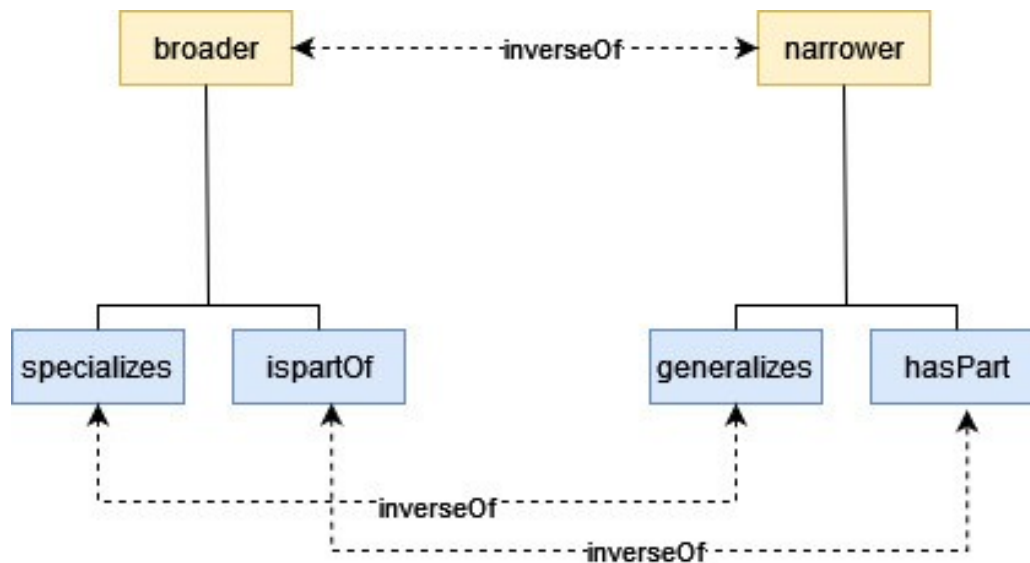 broader
inverseOf
narrower
specializes
ispartOf
generalizes
hasPart
inverseOf
inverseOf